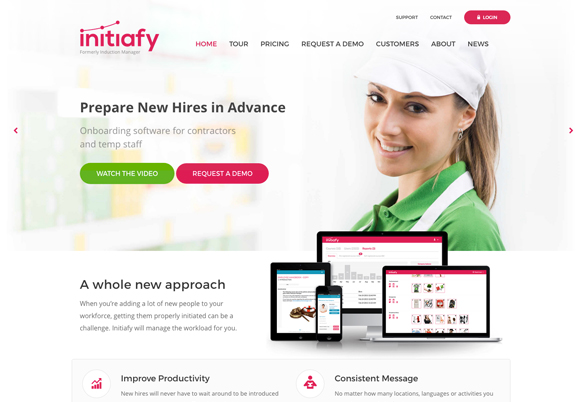 SUPPORT CONTACT LOGIN
initiafy
Formerly Induction Manager
HOME TOUR PRICING REQUEST A DEMO CUSTOMERS ABOUT NEWS
Prepare New Hires in Advance
Onboarding software for contractors
and temp staff
WATCH THE VIDEO REQUEST A DEMO
initiafy
A whole new approach
When you're adding a lot of new people to your
workforce, getting them properly initiated can be a
challenge. Initiafy will manage the workload for you.
Improve Productivity
New hires will never have to wait around to be introduced
Consistent Message
No matter how many locations, languages or activities you